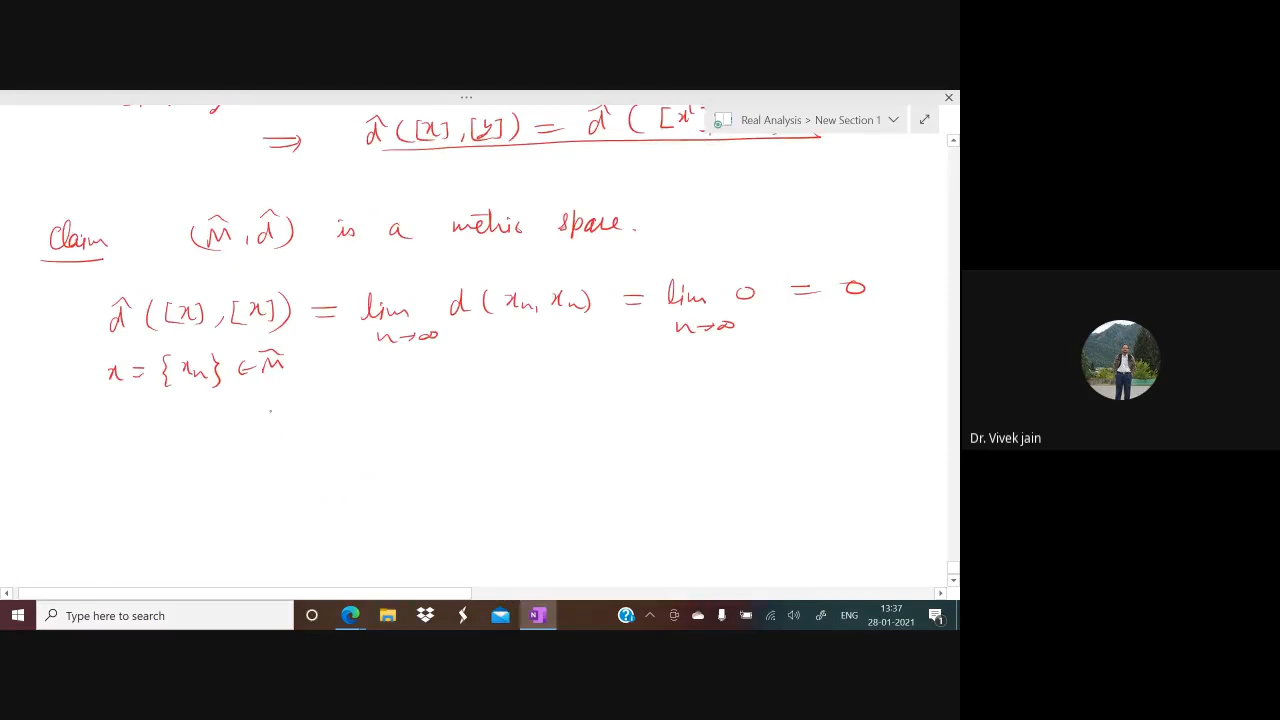 ⟹ d̂([x],[y]) = d̂([x'],
Real Analysis > New Section 1
Claim (M̂, d̂) is a metric space.
d̂([x],[x]) = lim n→∞ d(xn, xn) = lim n→∞ 0 = 0
x = {xn} ∈ M̂
Dr. Vivek jain
Type here to search
ENG
13:37
28-01-2021
1